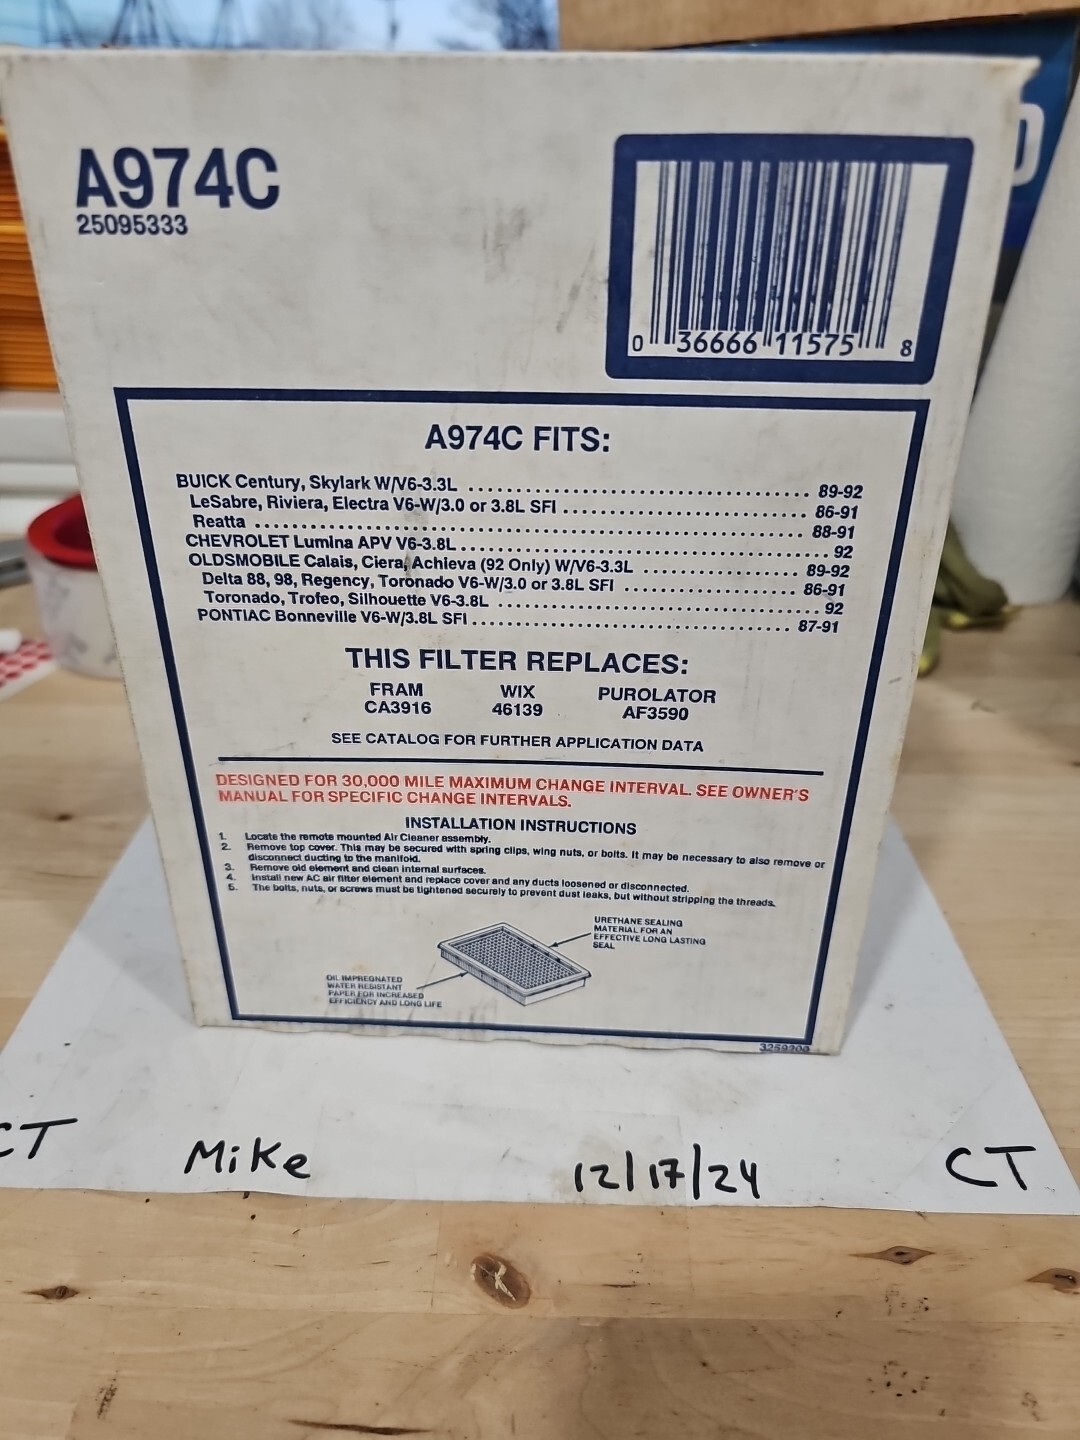 A974C
25095333
0 36666 11575 8
A974C FITS:
BUICK Century, Skylark W/V6-3.3L ........................................ 89-92
LeSabre, Riviera, Electra V6-W/3.0 or 3.8L SFI ............................. 86-91
Reatta ................................................................. 88-91
CHEVROLET Lumina APV V6-3.8L ............................................ 92
OLDSMOBILE Calais, Ciera, Achieva (92 Only) W/V6-3.3L .................. 89-92
Delta 88, 98, Regency, Toronado V6-W/3.0 or 3.8L SFI ..................... 86-91
Toronado, Trofeo, Silhouette V6-3.8L ...................................... 92
PONTIAC Bonneville V6-W/3.8L SFI ...................................... 87-91
THIS FILTER REPLACES:
FRAM WIX PUROLATOR
CA3916 46139 AF3590
SEE CATALOG FOR FURTHER APPLICATION DATA
DESIGNED FOR 30,000 MILE MAXIMUM CHANGE INTERVAL. SEE OWNER'S
MANUAL FOR SPECIFIC CHANGE INTERVALS.
INSTALLATION INSTRUCTIONS
1. Locate the remote mounted Air Cleaner assembly.
2. Remove top cover. This may be secured with spring clips, wing nuts, or bolts. It may be necessary to also remove or
disconnect ducting to the manifold.
3. Remove old element and clean internal surfaces.
4. Install new AC air filter element and replace cover and any ducts loosened or disconnected.
5. The bolts, nuts, or screws must be tightened securely to prevent dust leaks, but without stripping the threads.
URETHANE SEALING
MATERIAL FOR AN
EFFECTIVE LONG LASTING
SEAL
OIL IMPREGNATED
WATER RESISTANT
PAPER FOR INCREASED
EFFICIENCY AND LONG LIFE
CT Mike 12/17/24 CT